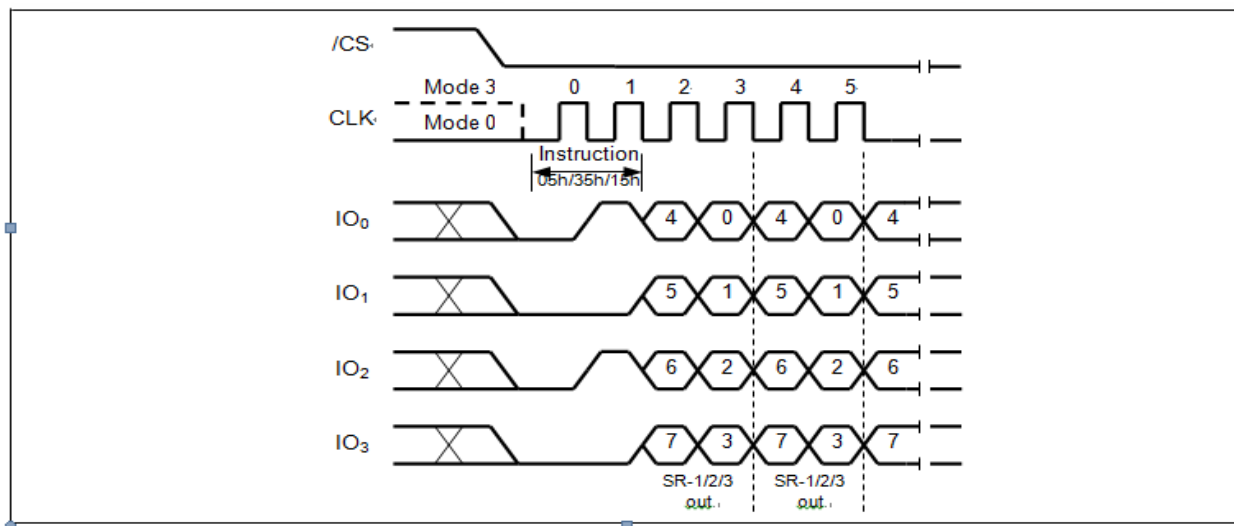 /CS
Mode 3 0 1 2 3 4 5
CLK
Mode 0
Instruction
05h/35h/15h
IO₀ 4 0 4 0 4
IO₁ 5 1 5 1 5
IO₂ 6 2 6 2 6
IO₃ 7 3 7 3 7
SR-1/2/3 SR-1/2/3
out out